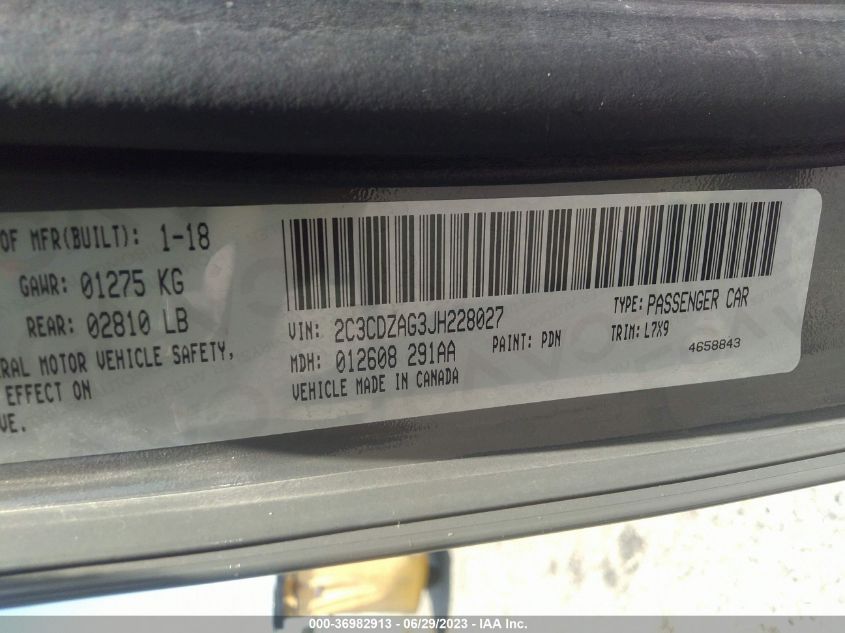 OF MFR(BUILT): 1-18
GAWR: 01275 KG
REAR: 02810 LB
ERAL MOTOR VEHICLE SAFETY,
EFFECT ON
VE.
VIN: 2C3CDZAG3JH228027
TYPE: PASSENGER CAR
MDH: 012608 291AA
PAINT: PDN
TRIM: L7X9
VEHICLE MADE IN CANADA
4658843
000-36982913 - 06/29/2023 - IAA Inc.